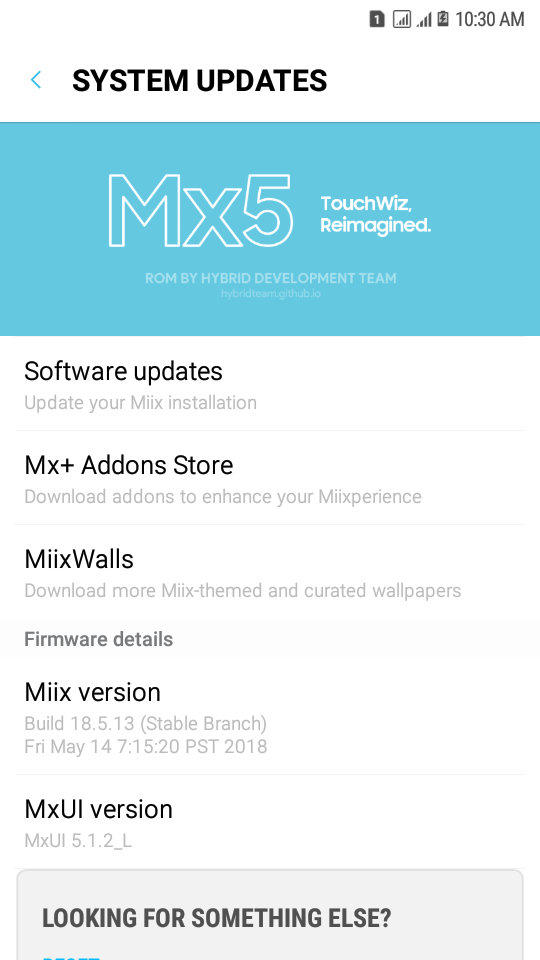 1 10:30 AM
SYSTEM UPDATES
Mx5
TouchWiz,
Reimagined.
ROM BY HYBRID DEVELOPMENT TEAM
hybridteam.github.io
Software updates
Update your Miix installation
Mx+ Addons Store
Download addons to enhance your Miixperience
MiixWalls
Download more Miix-themed and curated wallpapers
Firmware details
Miix version
Build 18.5.13 (Stable Branch)
Fri May 14 7:15:20 PST 2018
MxUI version
MxUI 5.1.2_L
LOOKING FOR SOMETHING ELSE?
RESET